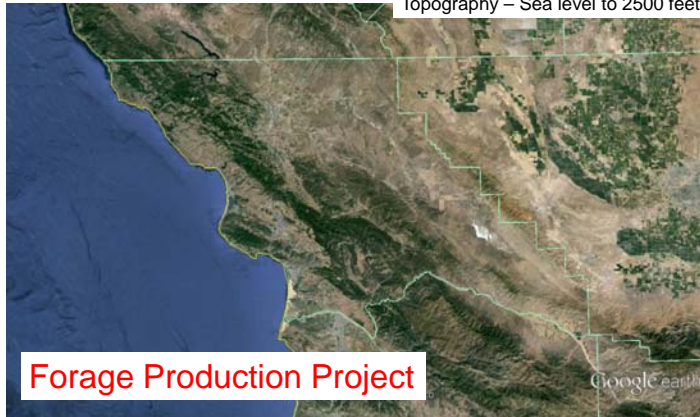 Topography – Sea level to 2500 feet
Forage Production Project
Google earth